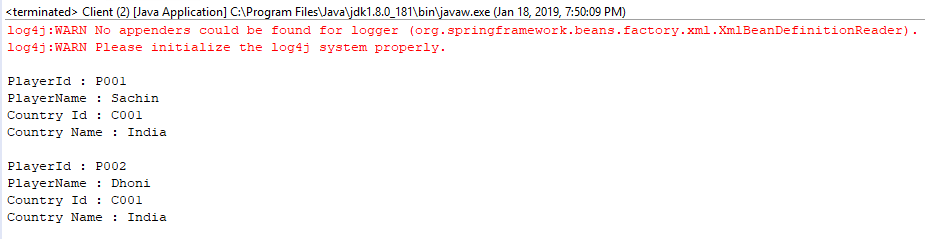 <terminated> Client (2) [Java Application] C:\Program Files\Java\jdk1.8.0_181\bin\javaw.exe (Jan 18, 2019, 7:50:09 PM)
log4j:WARN No appenders could be found for logger (org.springframework.beans.factory.xml.XmlBeanDefinitionReader).
log4j:WARN Please initialize the log4j system properly.
PlayerId : P001
PlayerName : Sachin
Country Id : C001
Country Name : India
PlayerId : P002
PlayerName : Dhoni
Country Id : C001
Country Name : India